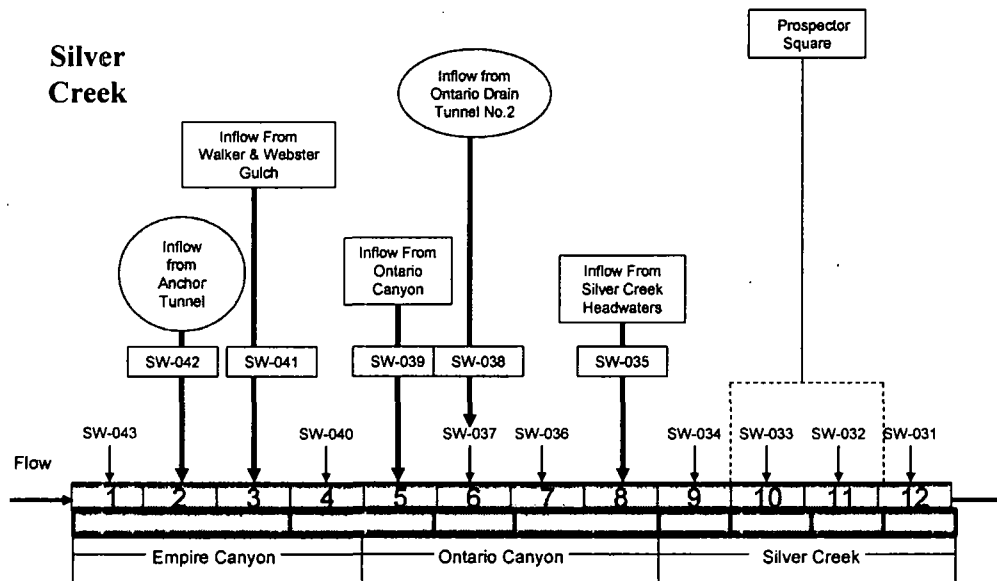 Silver
Creek
Prospector
Square
Inflow from
Ontario Drain
Tunnel No.2
Inflow From
Walker & Webster
Gulch
Inflow
from
Anchor
Tunnel
Inflow From
Ontario
Canyon
Inflow From
Silver Creek
Headwaters
SW-042
SW-041
SW-039
SW-038
SW-035
SW-043
SW-040
SW-037
SW-036
SW-034
SW-033
SW-032
SW-031
Flow
1 2 3 4 5 6 7 8 9 10 11 12
Empire Canyon
Ontario Canyon
Silver Creek